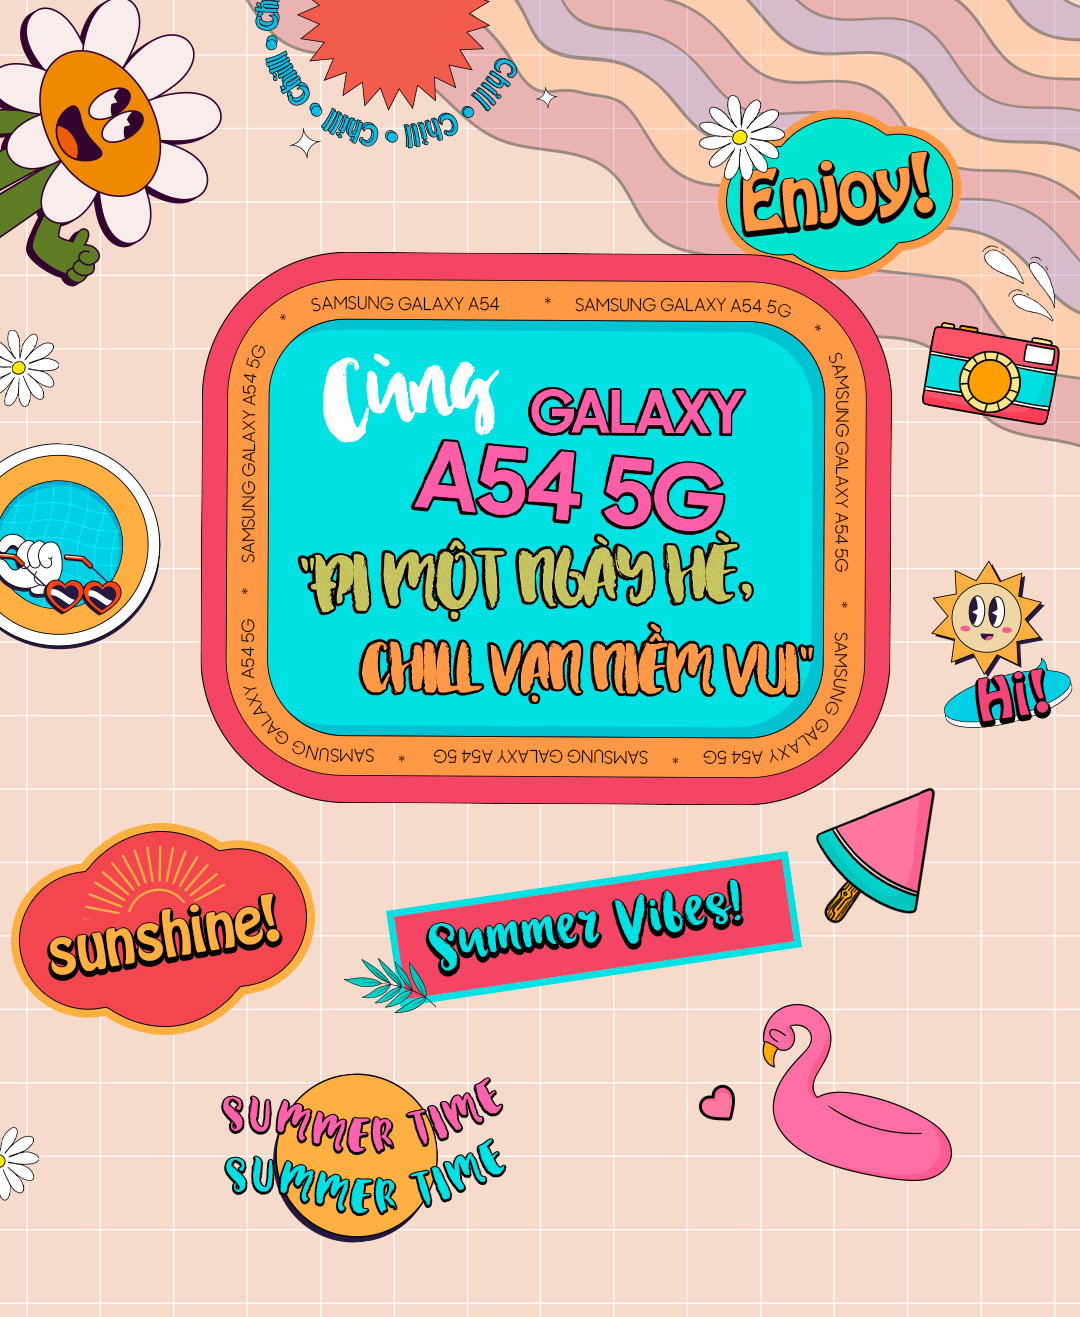 Chill • Chill • Chill • Chill • Chill
Enjoy!
SAMSUNG GALAXY A54 * SAMSUNG GALAXY A54 5G *
SAMSUNG GALAXY A54 5G * SAMSUNG GALAXY A54 5G *
SAMSUNG GALAXY A54 5G * SAMSUNG
SAMSUNG GALAXY A54 5G * SAMSUNG GALAXY A54 5G *
Cùng GALAXY
A54 5G
"ĐI MỘT NGÀY HÈ,
CHILL VẠN NIỀM VUI"
Hi!
sunshine!
Summer Vibes!
SUMMER TIME
SUMMER TIME